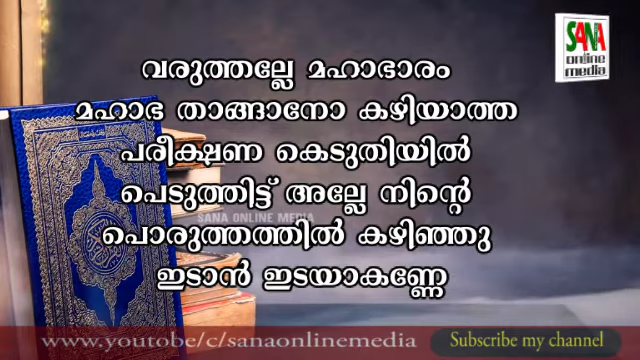 SANA
online
media
വരുത്തല്ലേ മഹാഭാരം
മഹാഭ താങ്ങാനോ കഴിയാത്ത
പരീക്ഷണ കെടുതിയിൽ
പെടുത്തിട്ട് അല്ലേ നിന്റെ
SANA ONLINE MEDIA
പൊരുത്തത്തിൽ കഴിഞ്ഞു
ഇടാൻ ഇടയാകണ്ണേ
www.youtobe/c/sanaonlinemedia
Subscribe my channel